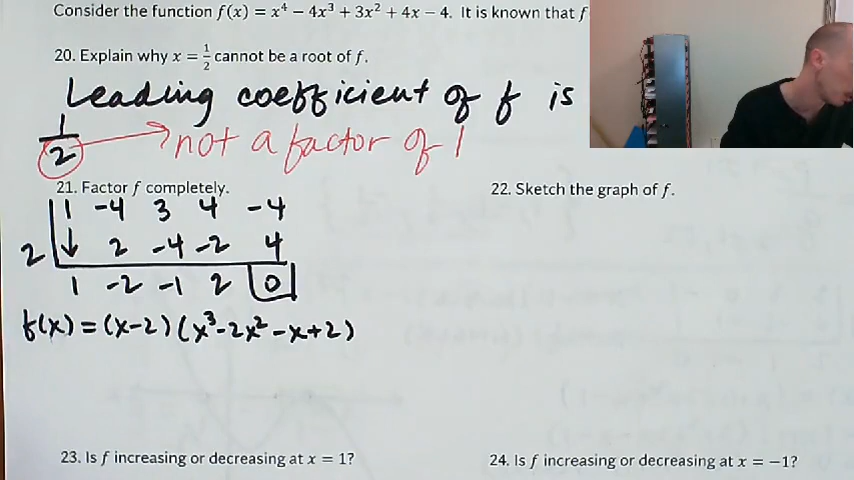 Consider the function f(x) = x⁴ − 4x³ + 3x² + 4x − 4. It is known that f
20. Explain why x = 1/2 cannot be a root of f.
Leading coefficient of f is
1/2 → not a factor of 1
21. Factor f completely.
22. Sketch the graph of f.
1 -4 3 4 -4
2 ↓ 2 -4 -2 4
1 -2 -1 2 0
f(x) = (x-2)(x³-2x²-x+2)
23. Is f increasing or decreasing at x = 1?
24. Is f increasing or decreasing at x = −1?